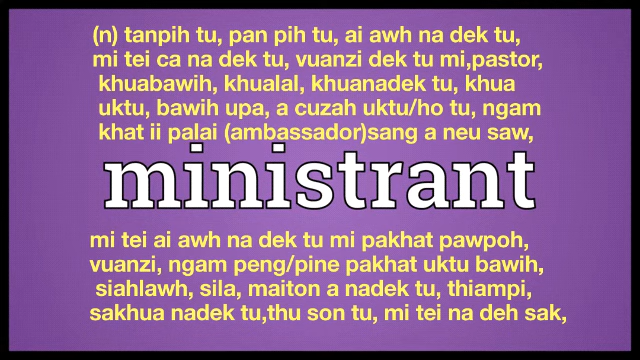 (n) tanpih tu, pan pih tu, ai awh na dek tu,
mi tei ca na dek tu, vuanzi dek tu mi,pastor,
khuabawih, khualal, khuanadek tu, khua
uktu, bawih upa, a cuzah uktu/ho tu, ngam
khat ii palai (ambassador)sang a neu saw,
ministrant
mi tei ai awh na dek tu mi pakhat pawpoh,
vuanzi, ngam peng/pine pakhat uktu bawih,
siahlawh, sila, maiton a nadek tu, thiampi,
sakhua nadek tu,thu son tu, mi tei na deh sak,